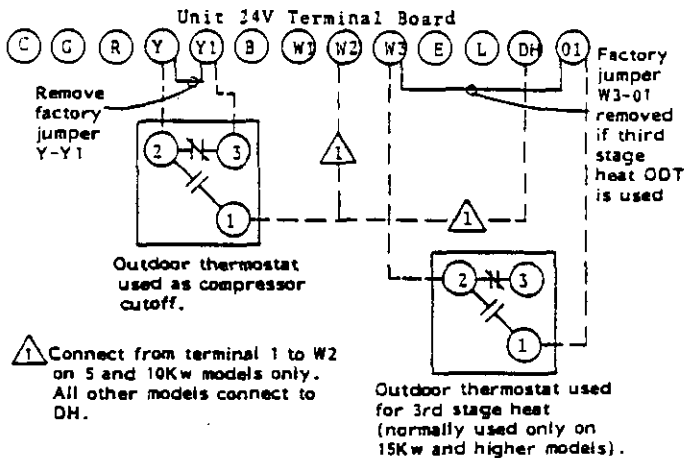 Unit 24V Terminal Board
C G R Y Y1 B W1 W2 W3 E L DH 01
Remove
factory
jumper
Y-Y1
Factory
jumper
W3-01
removed
if third
stage
heat ODT
is used
2 3
1
1
1
Outdoor thermostat
used as compressor
cutoff.
2 3
1
1 Connect from terminal 1 to W2
on 5 and 10Kw models only.
All other models connect to
DH.
Outdoor thermostat used
for 3rd stage heat
(normally used only on
15Kw and higher models).